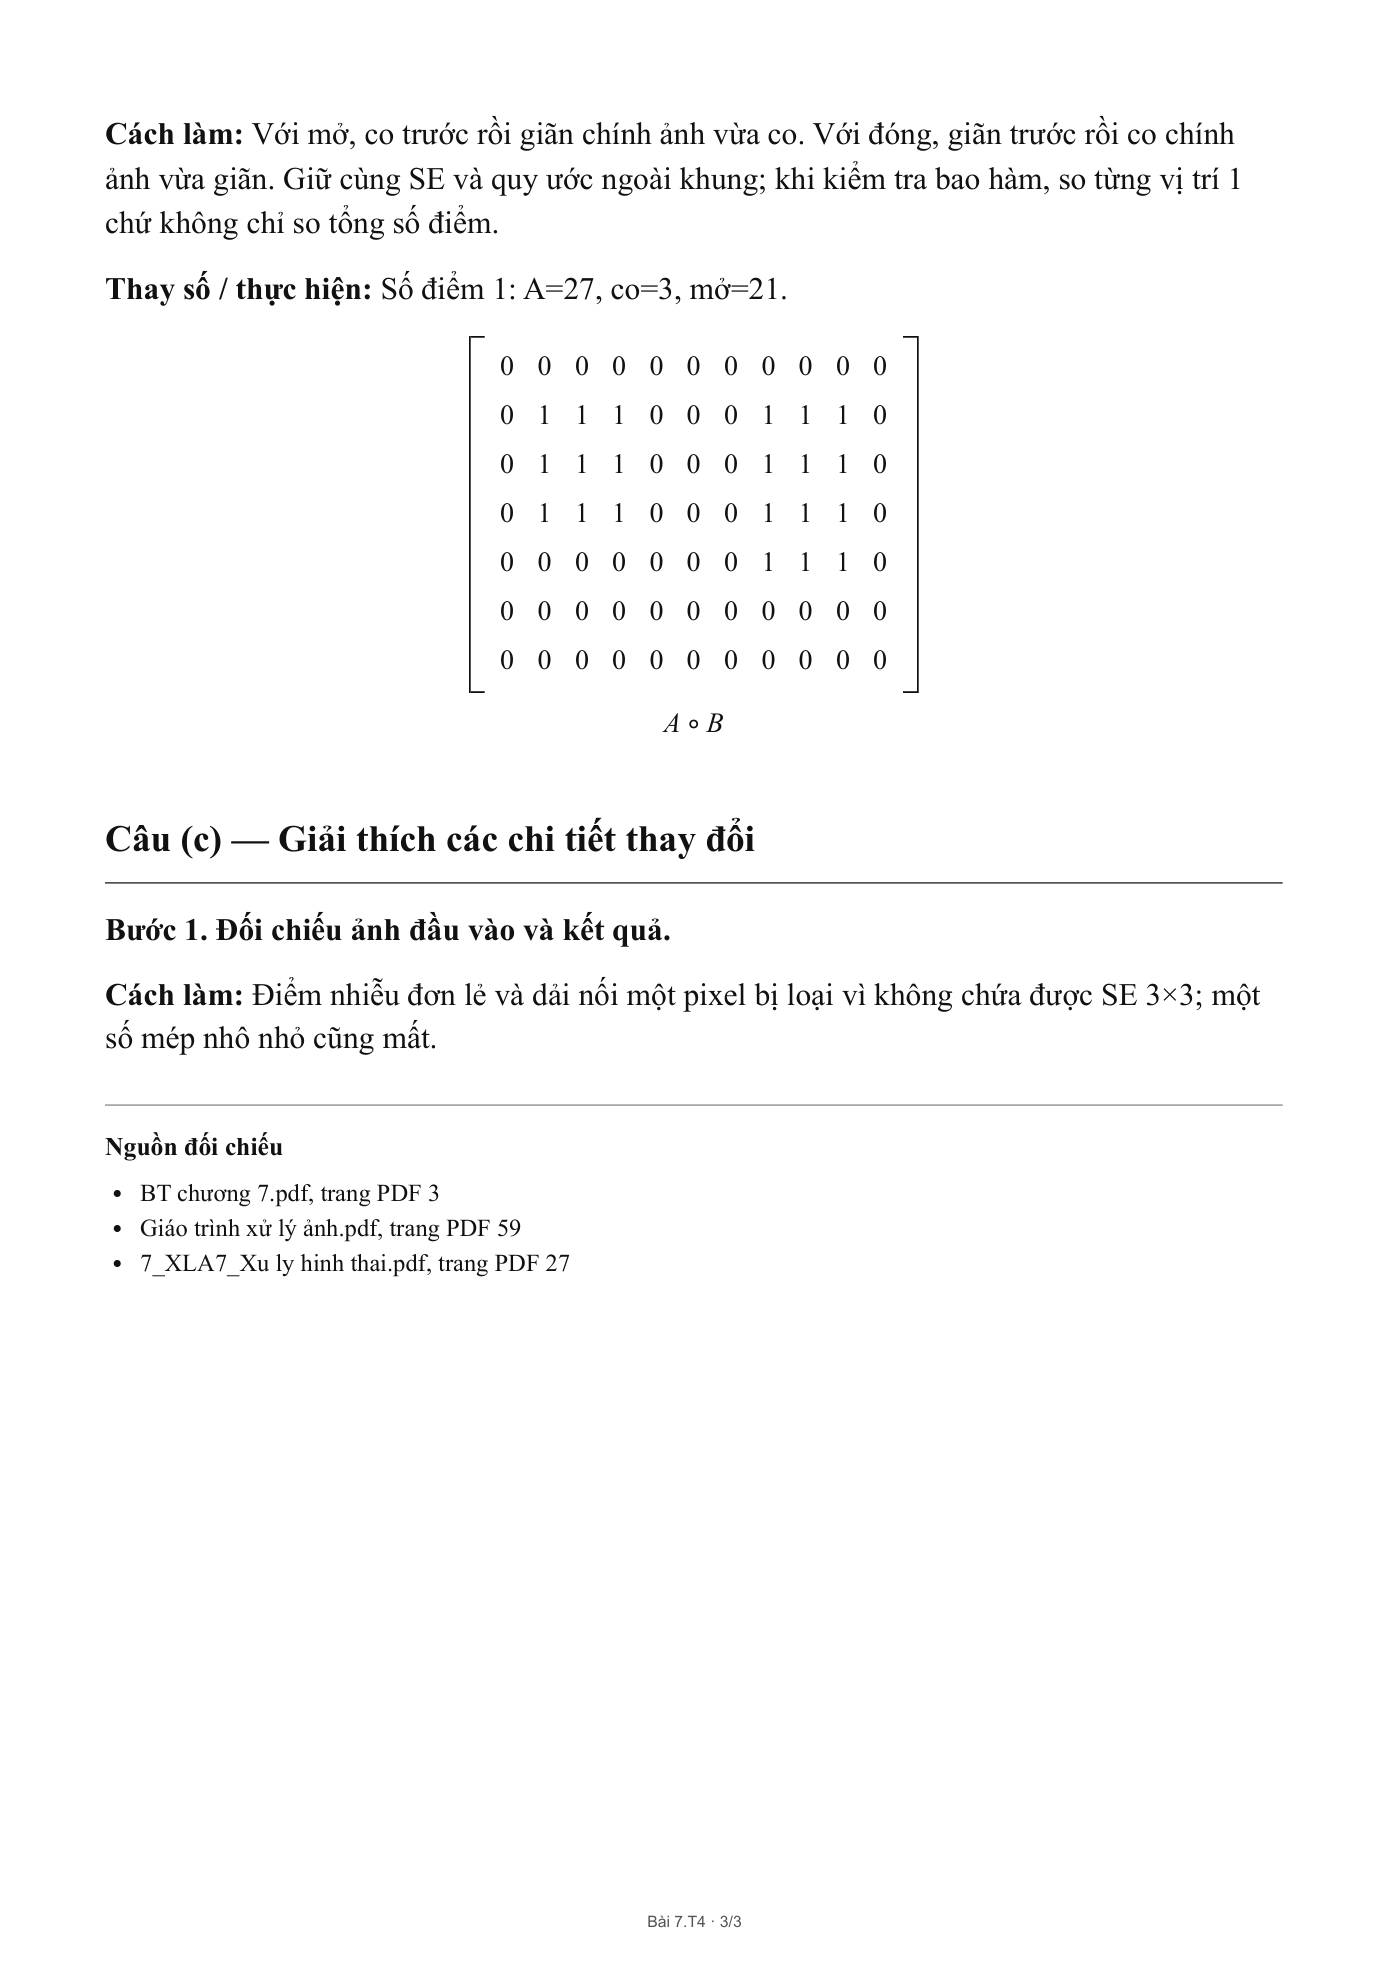 Cách làm: Với mở, co trước rồi giãn chính ảnh vừa co. Với đóng, giãn trước rồi co chính
ảnh vừa giãn. Giữ cùng SE và quy ước ngoài khung; khi kiểm tra bao hàm, so từng vị trí 1
chứ không chỉ so tổng số điểm.
Thay số / thực hiện: Số điểm 1: A=27, co=3, mở=21.
0 0 0 0 0 0 0 0 0 0 0
0 1 1 1 0 0 0 1 1 1 0
0 1 1 1 0 0 0 1 1 1 0
0 1 1 1 0 0 0 1 1 1 0
0 0 0 0 0 0 0 1 1 1 0
0 0 0 0 0 0 0 0 0 0 0
0 0 0 0 0 0 0 0 0 0 0
A ∘ B
Câu (c) — Giải thích các chi tiết thay đổi
Bước 1. Đối chiếu ảnh đầu vào và kết quả.
Cách làm: Điểm nhiễu đơn lẻ và dải nối một pixel bị loại vì không chứa được SE 3×3; một
số mép nhô nhỏ cũng mất.
Nguồn đối chiếu
• BT chương 7.pdf, trang PDF 3
• Giáo trình xử lý ảnh.pdf, trang PDF 59
• 7_XLA7_Xu ly hinh thai.pdf, trang PDF 27
Bài 7.T4 · 3/3